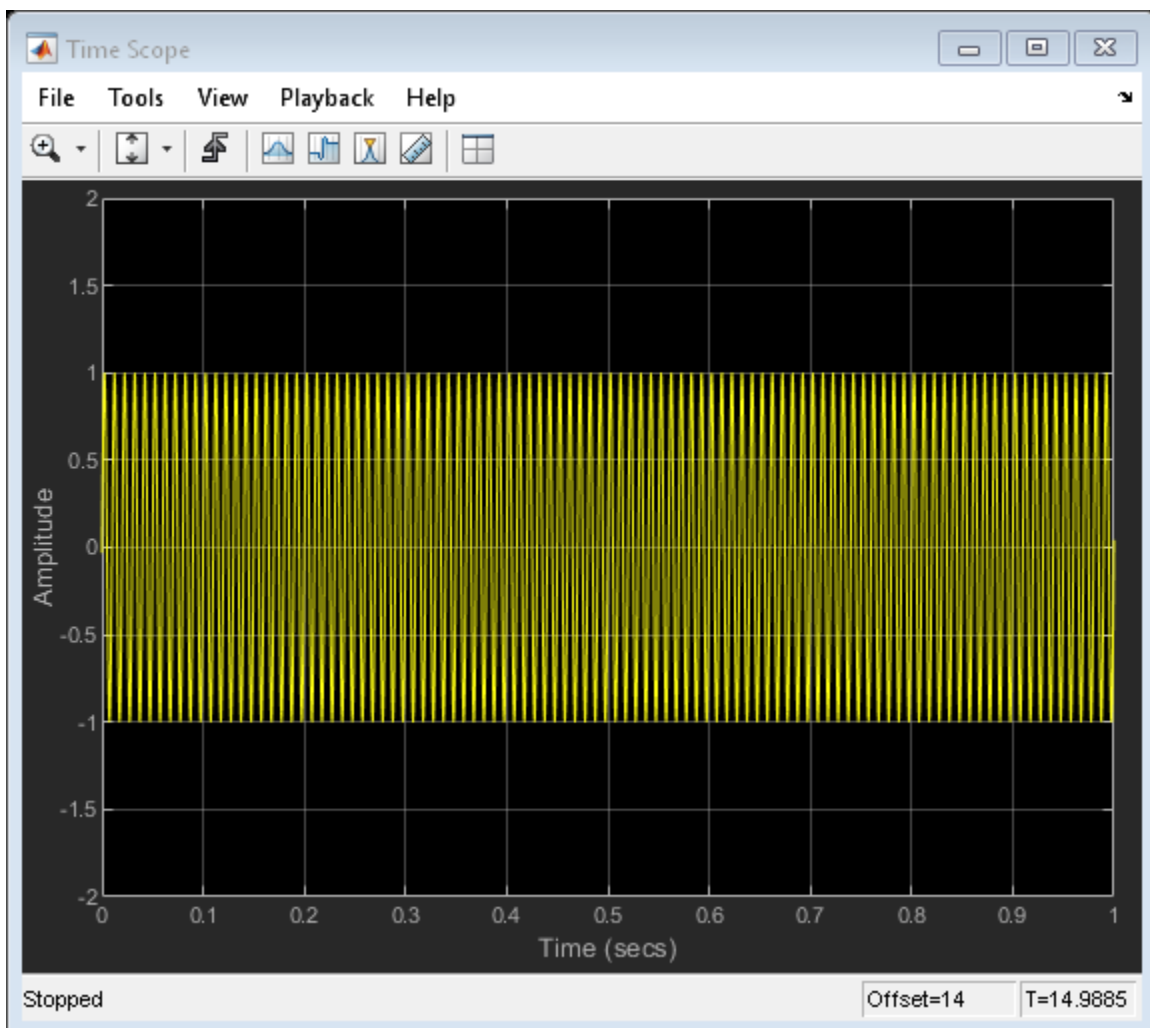 Time Scope
File Tools View Playback Help
2
1.5
1
0.5
0
-0.5
-1
-1.5
-2
Amplitude
0 0.1 0.2 0.3 0.4 0.5 0.6 0.7 0.8 0.9 1
Time (secs)
Stopped Offset=14 T=14.9885